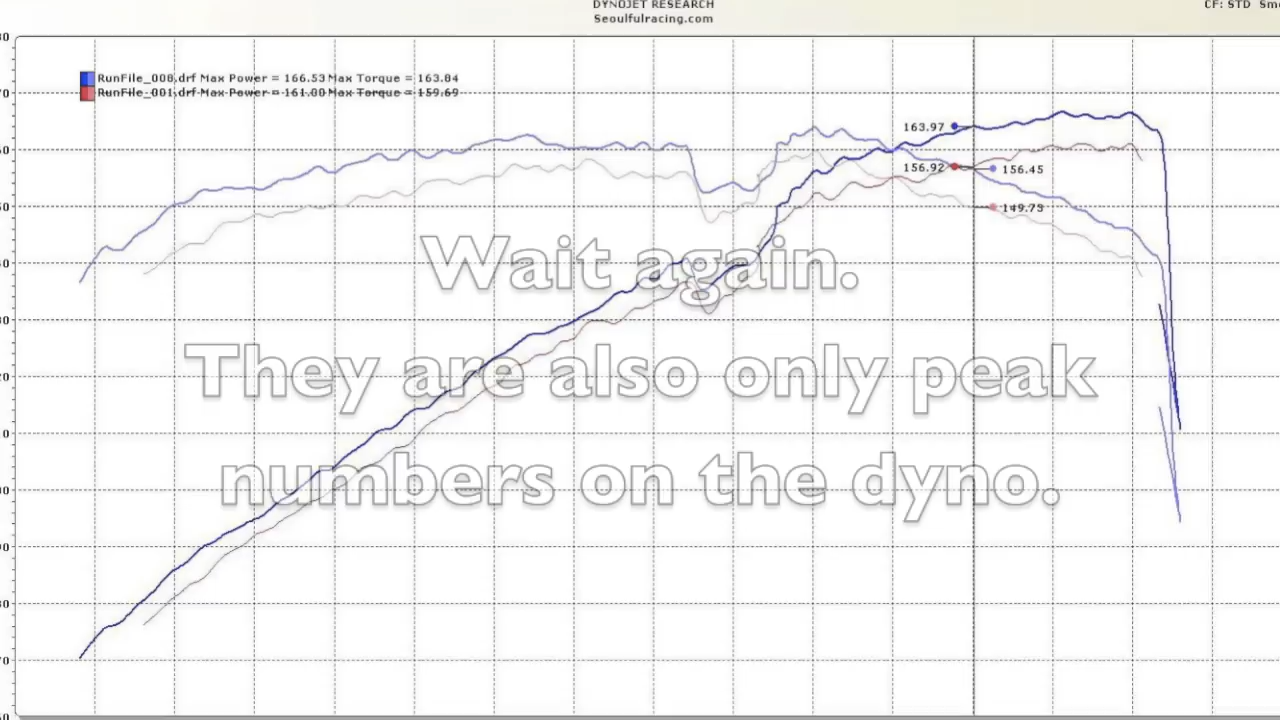 DYNOJET RESEARCH
Seoulfulracing.com
CF: STD Smo
RunFile_008.drf Max Power = 166.53 Max Torque = 163.84
RunFile_001.drf Max Power = 161.00 Max Torque = 159.69
163.97
156.92
156.45
149.73
Wait again.
They are also only peak
numbers on the dyno.